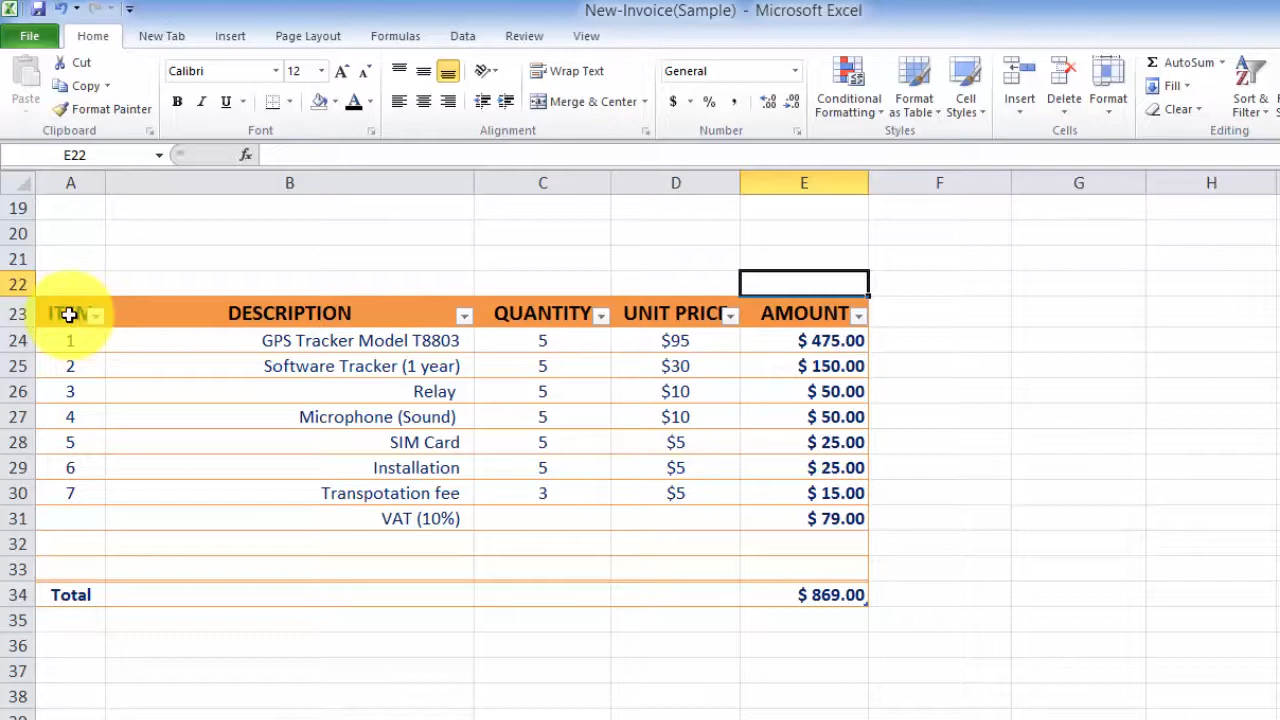 New-Invoice(Sample) - Microsoft Excel
File Home New Tab Insert Page Layout Formulas Data Review View
Paste Cut Copy Format Painter Clipboard
Calibri 12 B I U A Font
Wrap Text Merge & Center Alignment
General $ % , Number
Conditional Formatting Format as Table Cell Styles Styles
Insert Delete Format Cells
Σ AutoSum Fill Clear Sort & Filter Editing
E22 fx
A B C D E F G H
19
20
21
22
23 ITEM DESCRIPTION QUANTITY UNIT PRICE AMOUNT
24 1 GPS Tracker Model T8803 5 $95 $ 475.00
25 2 Software Tracker (1 year) 5 $30 $ 150.00
26 3 Relay 5 $10 $ 50.00
27 4 Microphone (Sound) 5 $10 $ 50.00
28 5 SIM Card 5 $5 $ 25.00
29 6 Installation 5 $5 $ 25.00
30 7 Transpotation fee 3 $5 $ 15.00
31 VAT (10%) $ 79.00
32
33
34 Total $ 869.00
35
36
37
38